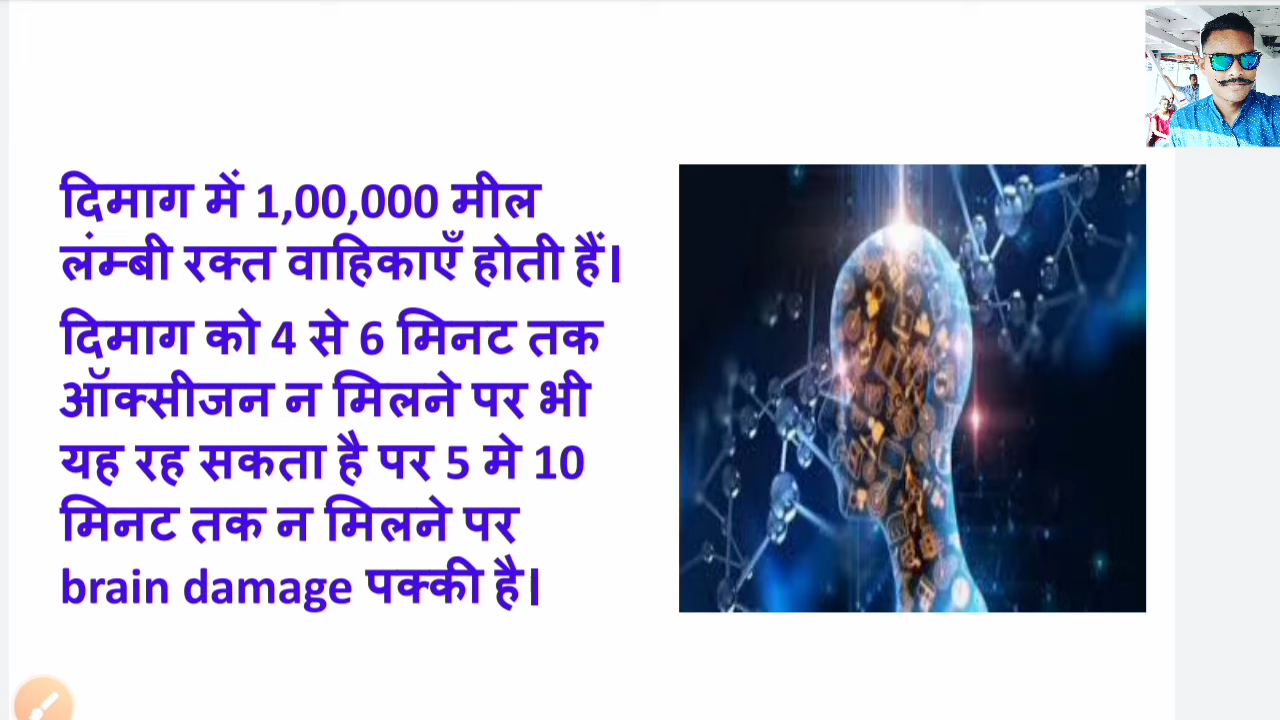 दिमाग में 1,00,000 मील
लंम्बी रक्त वाहिकाएँ होती हैं।
दिमाग को 4 से 6 मिनट तक
ऑक्सीजन न मिलने पर भी
यह रह सकता है पर 5 मे 10
मिनट तक न मिलने पर
brain damage पक्की है।